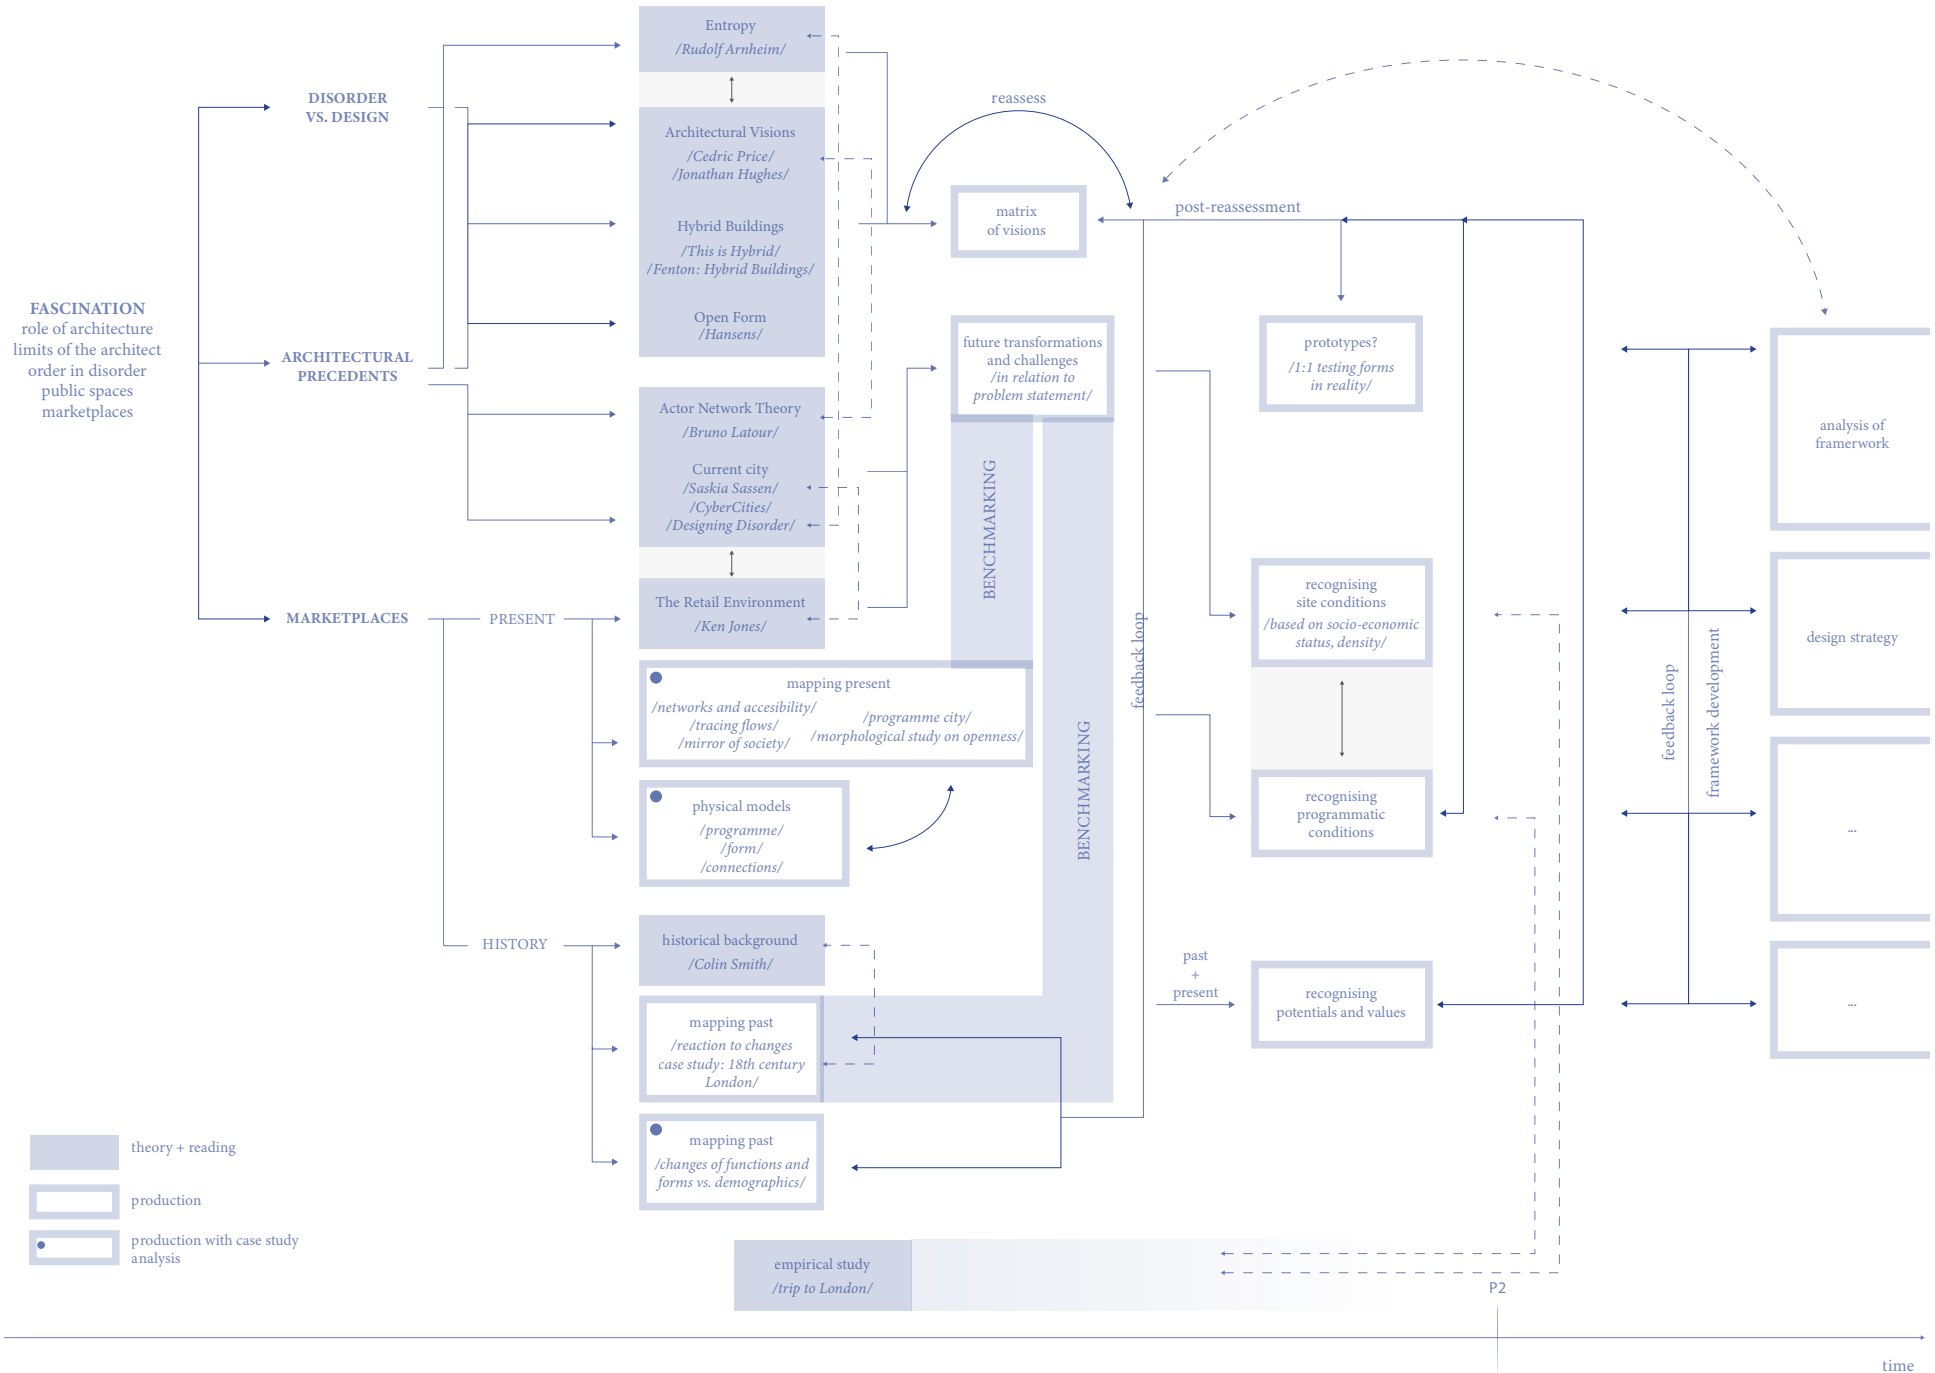 FASCINATION
role of architecture
limits of the architect
order in disorder
public spaces
marketplaces
DISORDER
VS. DESIGN
ARCHITECTURAL
PRECEDENTS
MARKETPLACES
PRESENT
HISTORY
Entropy
/Rudolf Arnheim/
Architectural Visions
/Cedric Price/
/Jonathan Hughes/
Hybrid Buildings
/This is Hybrid/
/Fenton: Hybrid Buildings/
Open Form
/Hansens/
Actor Network Theory
/Bruno Latour/
Current city
/Saskia Sassen/
/CyberCities/
/Designing Disorder/
The Retail Environment
/Ken Jones/
mapping present
/networks and accesibility/
/tracing flows/
/mirror of society/
/programme city/
/morphological study on openness/
physical models
/programme/
/form/
/connections/
historical background
/Colin Smith/
mapping past
/reaction to changes
case study: 18th century
London/
mapping past
/changes of functions and
forms vs. demographics/
empirical study
/trip to London/
reassess
matrix
of visions
future transformations
and challenges
/in relation to
problem statement/
BENCHMARKING
BENCHMARKING
feedback loop
post-reassessment
prototypes?
/1:1 testing forms
in reality/
recognising
site conditions
/based on socio-economic
status, density/
recognising
programmatic
conditions
past
+
present
recognising
potentials and values
feedback loop
framework development
analysis of
framerwork
design strategy
...
...
theory + reading
production
production with case study
analysis
P2
time